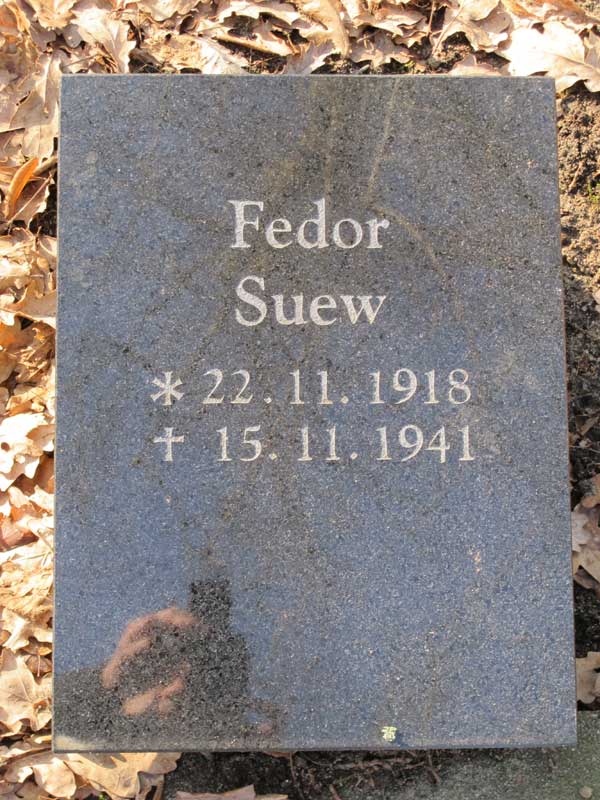 Fedor
Suew
* 22. 11. 1918
† 15. 11. 1941